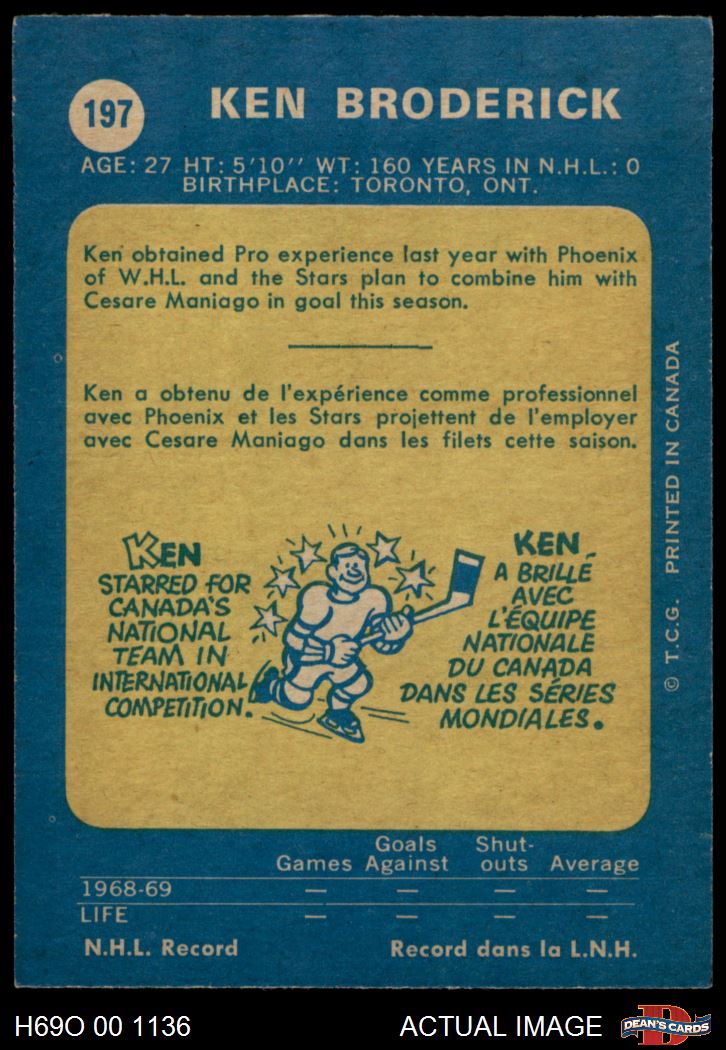 197
KEN BRODERICK
AGE: 27 HT: 5'10'' WT: 160 YEARS IN N.H.L.: 0
BIRTHPLACE: TORONTO, ONT.
Ken obtained Pro experience last year with Phoenix
of W.H.L. and the Stars plan to combine him with
Cesare Maniago in goal this season.
Ken a obtenu de l'expérience comme professionnel
avec Phoenix et les Stars projettent de l'employer
avec Cesare Maniago dans les filets cette saison.
KEN
STARRED FOR
CANADA'S
NATIONAL
TEAM IN
INTERNATIONAL
COMPETITION.
KEN
A BRILLÉ
AVEC
L'ÉQUIPE
NATIONALE
DU CANADA
DANS LES SÉRIES
MONDIALES.
© T.C.G. PRINTED IN CANADA
Games Goals Against Shut-outs Average
1968-69 — — — —
LIFE — — — —
N.H.L. Record Record dans la L.N.H.
H69O 00 1136 ACTUAL IMAGE D DEAN'S CARDS